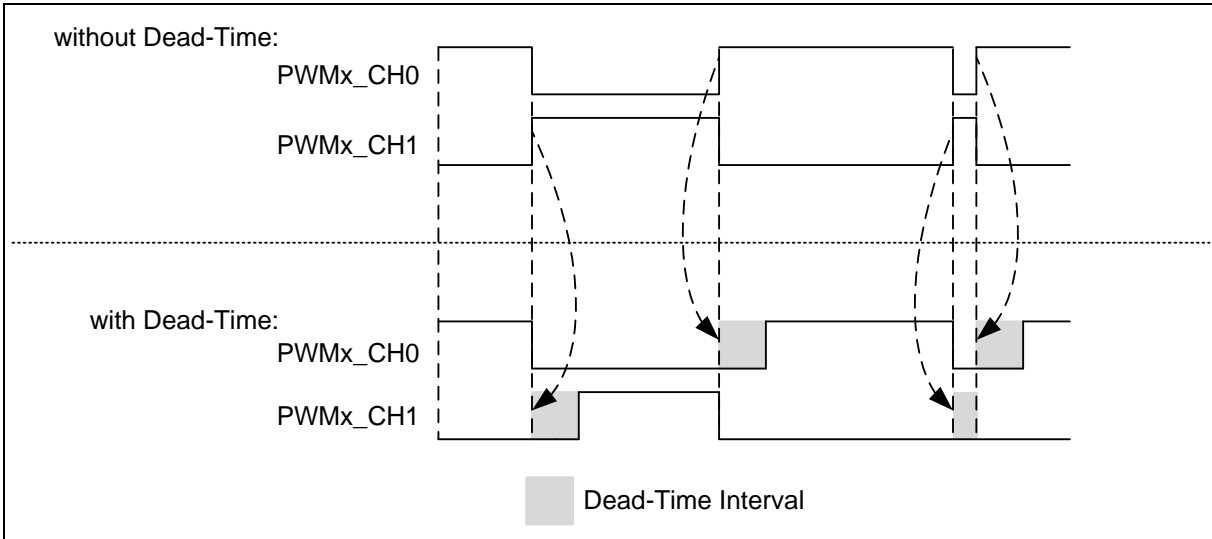 without Dead-Time:
PWMx_CH0
PWMx_CH1
with Dead-Time:
PWMx_CH0
PWMx_CH1
Dead-Time Interval